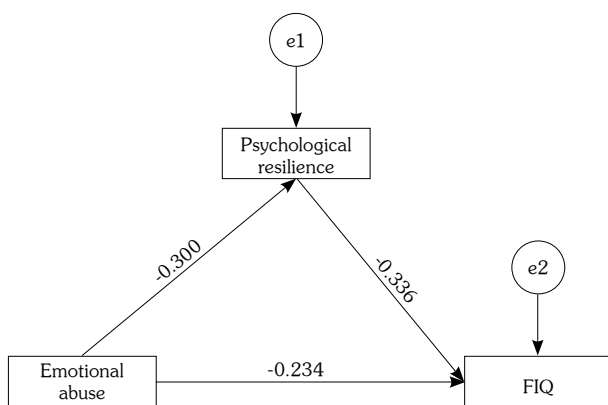 e1
Psychological
resilience
-0.300
-0.336
e2
Emotional
abuse
-0.234
FIQ